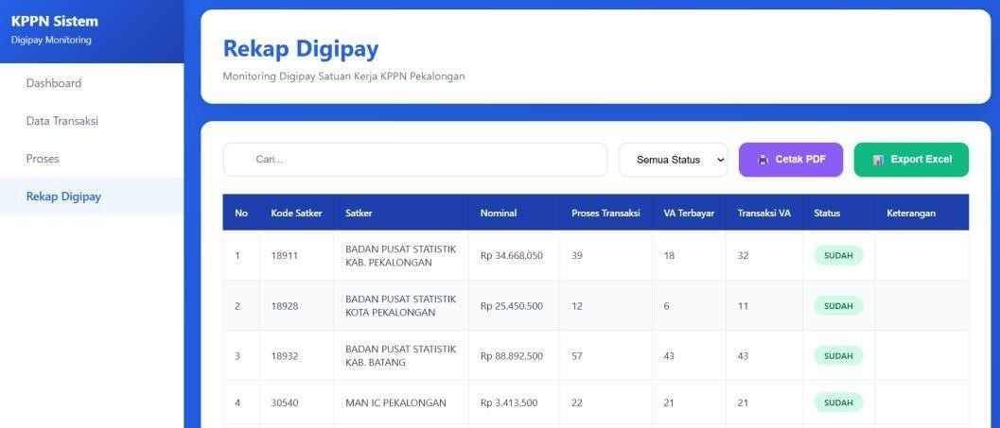 KPPN Sistem
Digipay Monitoring
Dashboard
Data Transaksi
Proses
Rekap Digipay
Rekap Digipay
Monitoring Digipay Satuan Kerja KPPN Pekalongan
Cari... Semua Status Cetak PDF Export Excel
No Kode Satker Satker Nominal Proses Transaksi VA Terbayar Transaksi VA Status Keterangan
1 18911 BADAN PUSAT STATISTIK KAB. PEKALONGAN Rp 34.668.050 39 18 32 SUDAH
2 18928 BADAN PUSAT STATISTIK KOTA PEKALONGAN Rp 25.450.500 12 6 11 SUDAH
3 18932 BADAN PUSAT STATISTIK KAB. BATANG Rp 88.892.500 57 43 43 SUDAH
4 30540 MAN IC PEKALONGAN Rp 3.413.500 22 21 21 SUDAH